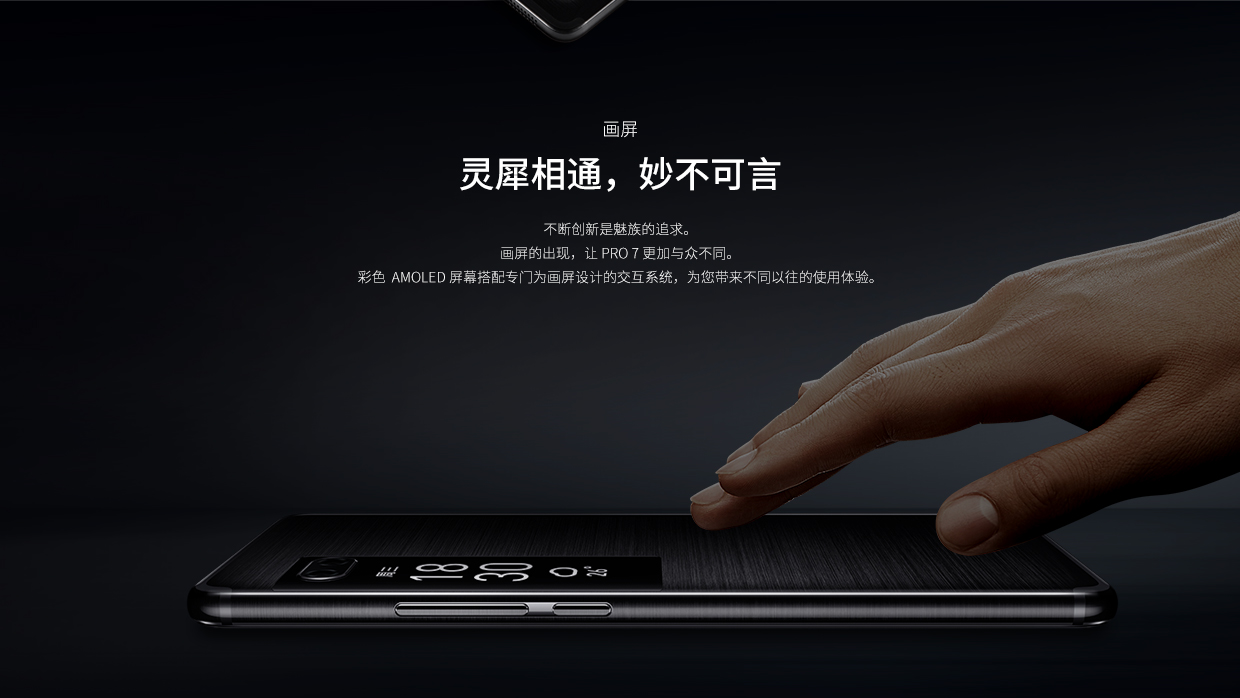 画屏
灵犀相通，妙不可言
不断创新是魅族的追求。
画屏的出现，让 PRO 7 更加与众不同。
彩色 AMOLED 屏幕搭配专门为画屏设计的交互系统，为您带来不同以往的使用体验。
18
30
26°